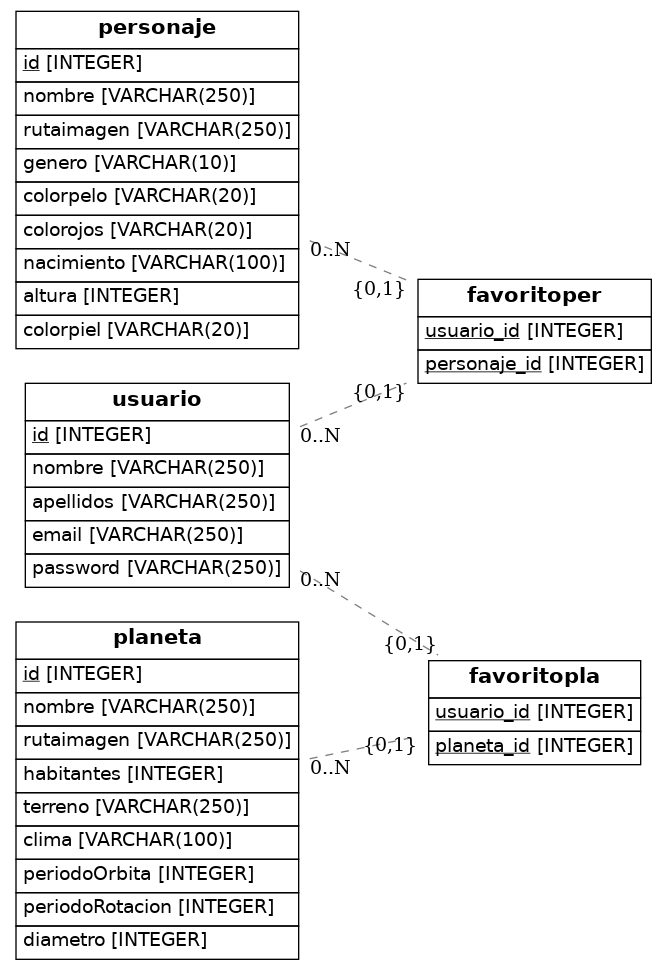 personaje
id [INTEGER]
nombre [VARCHAR(250)]
rutaimagen [VARCHAR(250)]
genero [VARCHAR(10)]
colorpelo [VARCHAR(20)]
colorojos [VARCHAR(20)]
nacimiento [VARCHAR(100)]
altura [INTEGER]
colorpiel [VARCHAR(20)]
0..N
{0,1}
favoritoper
usuario_id [INTEGER]
personaje_id [INTEGER]
{0,1}
0..N
usuario
id [INTEGER]
nombre [VARCHAR(250)]
apellidos [VARCHAR(250)]
email [VARCHAR(250)]
password [VARCHAR(250)]
0..N
{0,1}
favoritopla
usuario_id [INTEGER]
planeta_id [INTEGER]
{0,1}
0..N
planeta
id [INTEGER]
nombre [VARCHAR(250)]
rutaimagen [VARCHAR(250)]
habitantes [INTEGER]
terreno [VARCHAR(250)]
clima [VARCHAR(100)]
periodoOrbita [INTEGER]
periodoRotacion [INTEGER]
diametro [INTEGER]